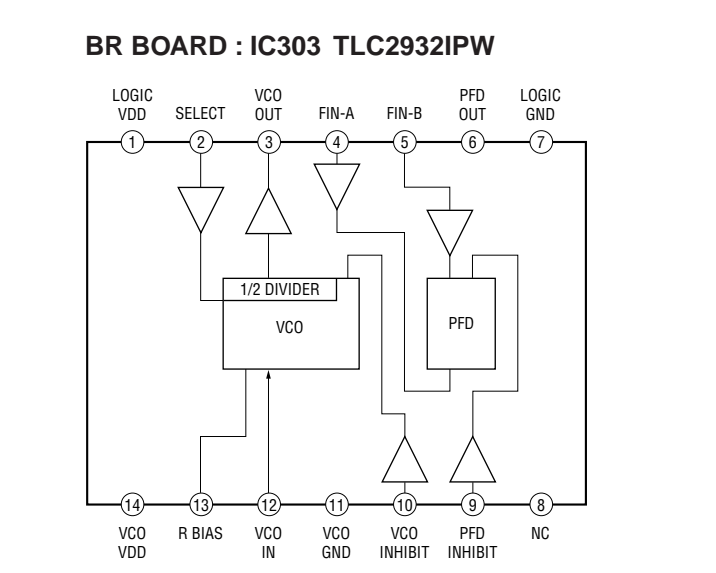 BR BOARD : IC303 TLC2932IPW
LOGIC VCO PFD LOGIC
VDD SELECT OUT FIN-A FIN-B OUT GND
1 2 3 4 5 6 7
1/2 DIVIDER
VCO PFD
14 13 12 11 10 9 8
VCO R BIAS VCO VCO VCO PFD NC
VDD IN GND INHIBIT INHIBIT